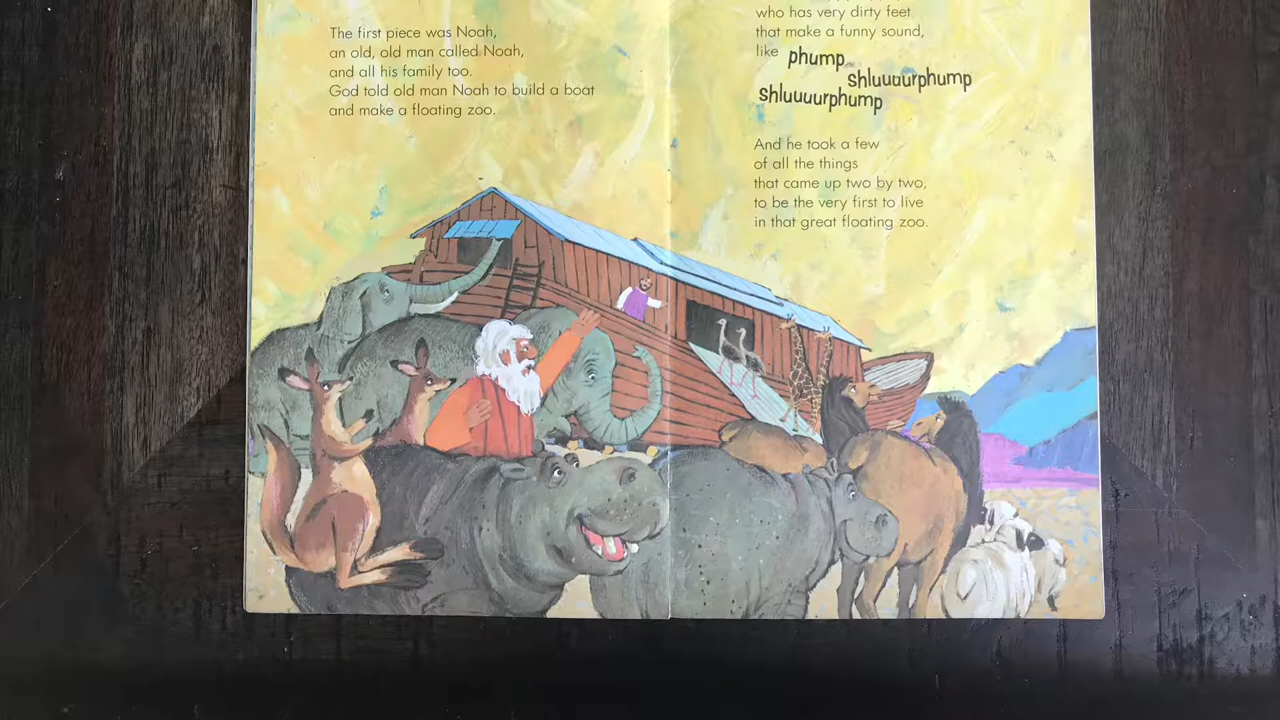 The first piece was Noah,
an old, old man called Noah,
and all his family too.
God told old man Noah to build a boat
and make a floating zoo.
who has very dirty feet
that make a funny sound,
like phump
shluuuurphump
shluuuurphump
And he took a few
of all the things
that came up two by two,
to be the very first to live
in that great floating zoo.